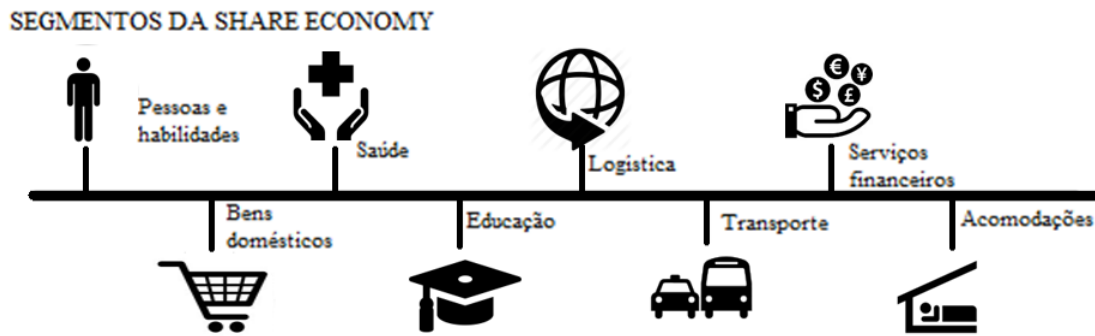 SEGMENTOS DA SHARE ECONOMY
Pessoas e
habilidades
Saúde
Logistica
Serviços
financeiros
Bens
domésticos
Educação
Transporte
Acomodações
€
¥
$
£